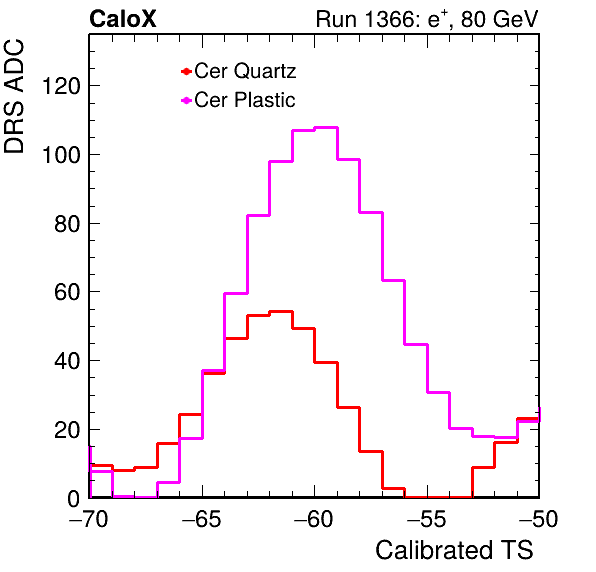 CaloX
Run 1366: e+, 80 GeV
DRS ADC
Cer Quartz
Cer Plastic
120
100
80
60
40
20
0
−70 −65 −60 −55 −50
Calibrated TS